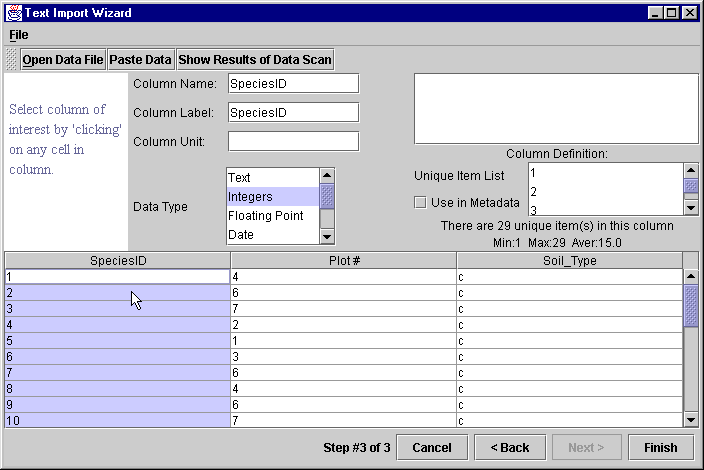 Text Import Wizard
File
Open Data File Paste Data Show Results of Data Scan
Select column of
interest by 'clicking'
on any cell in
column.
Column Name: SpeciesID
Column Label: SpeciesID
Column Unit:
Data Type
Text
Integers
Floating Point
Date
Column Definition:
Unique Item List
1
2
3
Use in Metadata
There are 29 unique item(s) in this column
Min:1 Max:29 Aver:15.0
SpeciesID Plot # Soil_Type
1 4 c
2 6 c
3 7 c
4 2 c
5 1 c
6 3 c
7 6 c
8 4 c
9 6 c
10 7 c
Step #3 of 3 Cancel < Back Next > Finish